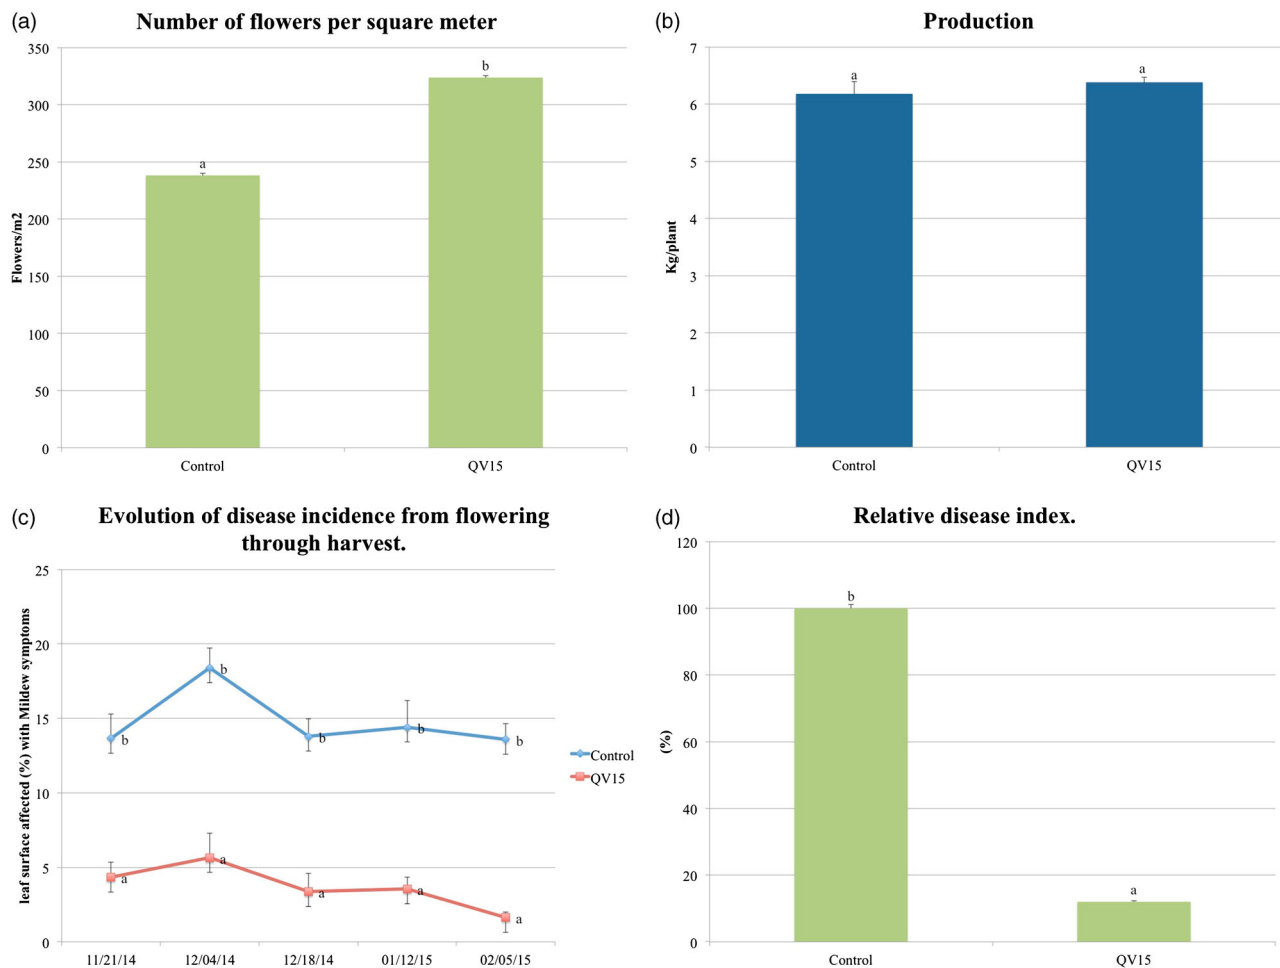 (a)
Number of flowers per square meter
350
300
250
200
150
100
50
0
Flowers/m2
a
b
Control
QV15
(b)
Production
7
6
5
4
3
2
1
0
Kg/plant
a
a
Control
QV15
(c)
Evolution of disease incidence from flowering
through harvest.
25
20
15
10
5
0
leaf surface affected (%) with Mildew symptoms
b
b
b
b
b
a
a
a
a
a
11/21/14
12/04/14
12/18/14
01/12/15
02/05/15
Control
QV15
(d)
Relative disease index.
120
100
80
60
40
20
0
(%)
b
a
Control
QV15